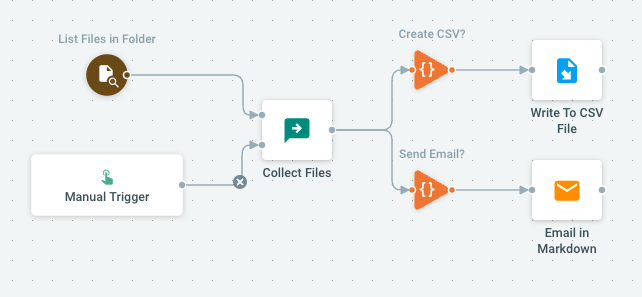 List Files in Folder
Create CSV?
{}
Write To CSV
File
Collect Files
Manual Trigger
Send Email?
{}
Email in
Markdown